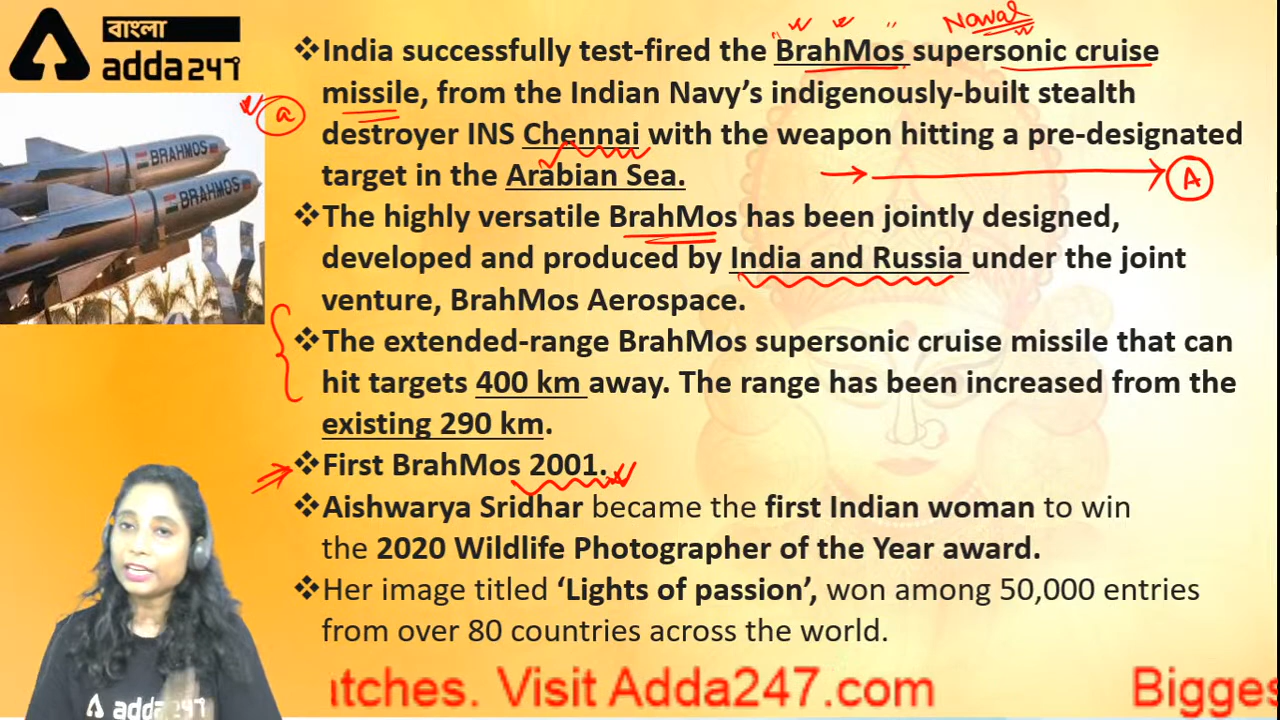 বাংলা
adda247
Naval
❖India successfully test-fired the BrahMos supersonic cruise
missile, from the Indian Navy's indigenously-built stealth
a
destroyer INS Chennai with the weapon hitting a pre-designated
target in the Arabian Sea.
A
BRAHMOS
BRAHMOS
❖The highly versatile BrahMos has been jointly designed,
developed and produced by India and Russia under the joint
venture, BrahMos Aerospace.
❖The extended-range BrahMos supersonic cruise missile that can
hit targets 400 km away. The range has been increased from the
existing 290 km.
❖First BrahMos 2001.
❖Aishwarya Sridhar became the first Indian woman to win
the 2020 Wildlife Photographer of the Year award.
❖Her image titled ‘Lights of passion’, won among 50,000 entries
from over 80 countries across the world.
বাংলা
adda247
tches. Visit Adda247.com Bigges